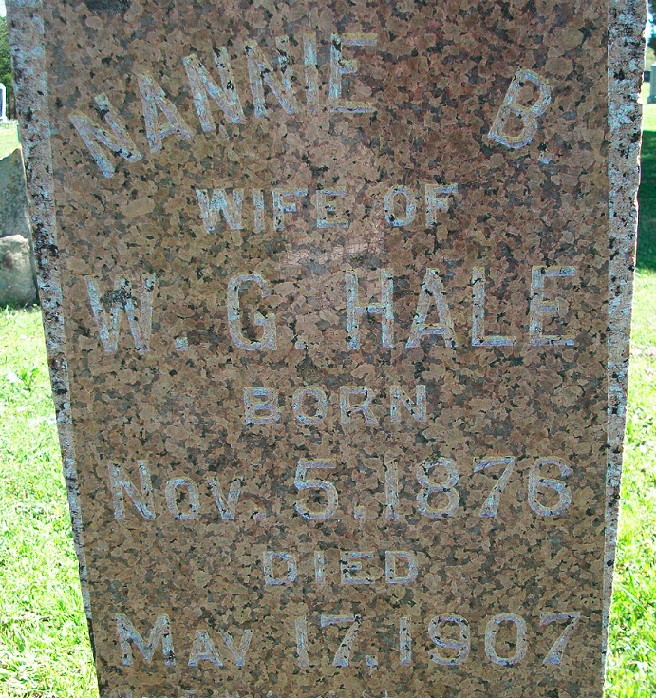 NANNIE B.
WIFE OF
W. G. HALE
BORN
NOV. 5, 1876
DIED
MAY 17, 1907